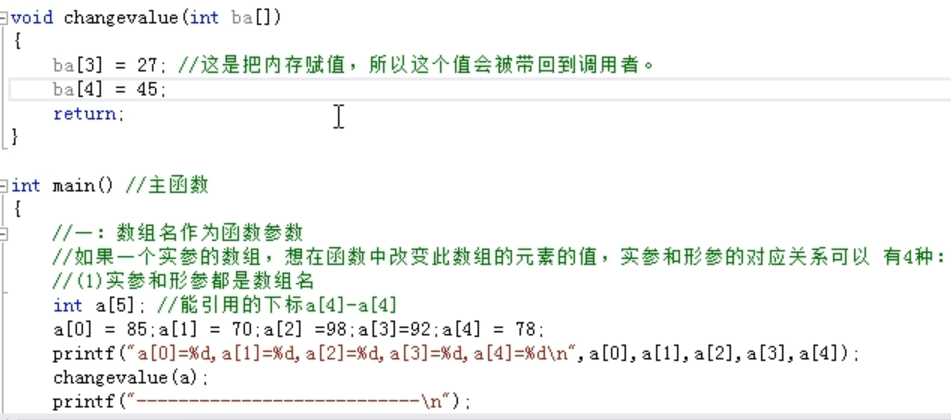 void changevalue(int ba[])
{
ba[3] = 27; //这是把内存赋值，所以这个值会被带回到调用者。
ba[4] = 45;
return;
}
int main() //主函数
{
//一：数组名作为函数参数
//如果一个实参的数组，想在函数中改变此数组的元素的值，实参和形参的对应关系可以 有4种：
//(1)实参和形参都是数组名
int a[5]; //能引用的下标a[4]-a[4]
a[0] = 85;a[1] = 70;a[2] =98;a[3]=92;a[4] = 78;
printf("a[0]=%d,a[1]=%d,a[2]=%d,a[3]=%d,a[4]=%d\n",a[0],a[1],a[2],a[3],a[4]);
changevalue(a);
printf("---------------------------\n");